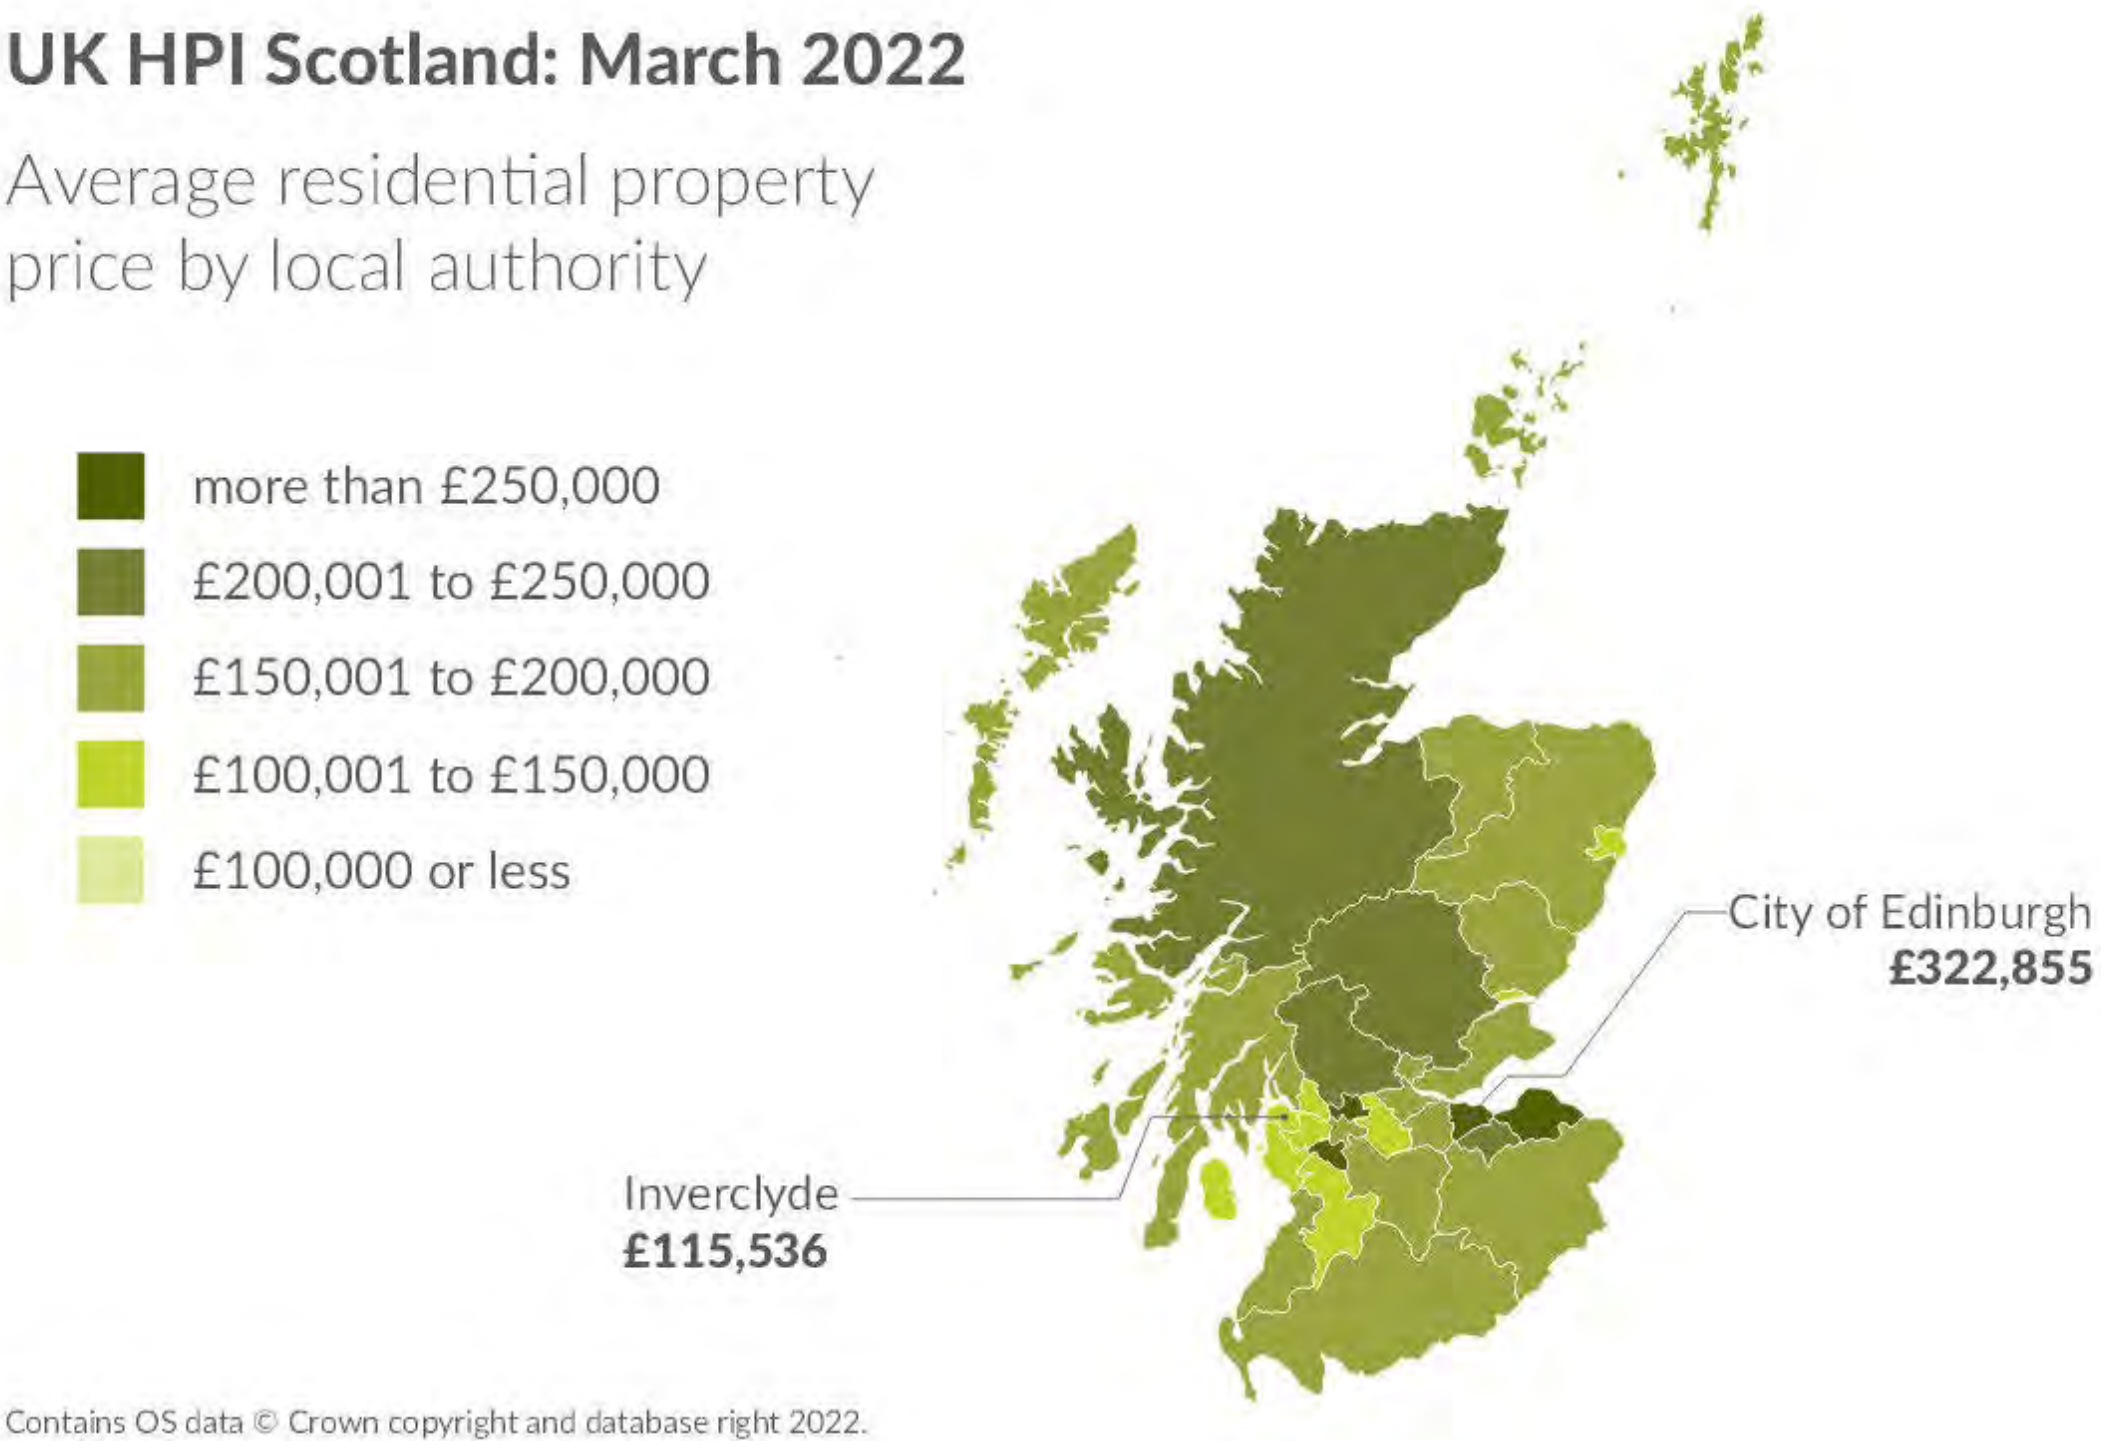 UK HPI Scotland: March 2022
Average residential property
price by local authority
more than £250,000
£200,001 to £250,000
£150,001 to £200,000
£100,001 to £150,000
£100,000 or less
City of Edinburgh
£322,855
Inverclyde
£115,536
Contains OS data © Crown copyright and database right 2022.